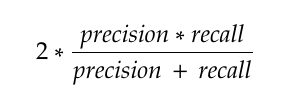 2 * precision * recall
precision + recall